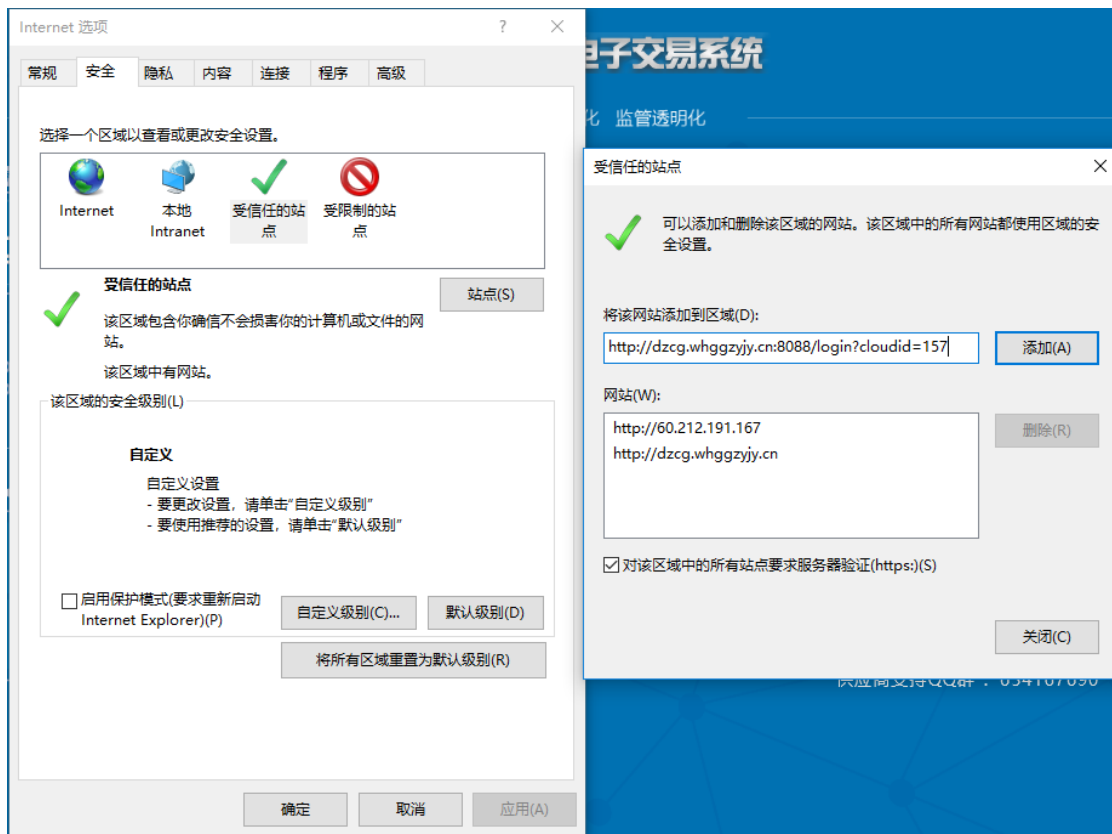 Internet 选项
常规 安全 隐私 内容 连接 程序 高级
选择一个区域以查看或更改安全设置。
Internet
本地
Intranet
受信任的站
点
受限制的站
点
受信任的站点
站点(S)
该区域包含你确信不会损害你的计算机或文件的网
站。
该区域中有网站。
该区域的安全级别(L)
自定义
自定义设置
- 要更改设置，请单击“自定义级别”
- 要使用推荐的设置，请单击“默认级别”
启用保护模式(要求重新启动
Internet Explorer)(P)
自定义级别(C)...
默认级别(D)
将所有区域重置为默认级别(R)
确定
取消
应用(A)
子交易系统
化 监管透明化
受信任的站点
可以添加和删除该区域的网站。该区域中的所有网站都使用区域的安
全设置。
将该网站添加到区域(D):
http://dzcg.whggzyjy.cn:8088/login?cloudid=157
添加(A)
网站(W):
http://60.212.191.167
http://dzcg.whggzyjy.cn
删除(R)
对该区域中的所有站点要求服务器验证(https:)(S)
关闭(C)